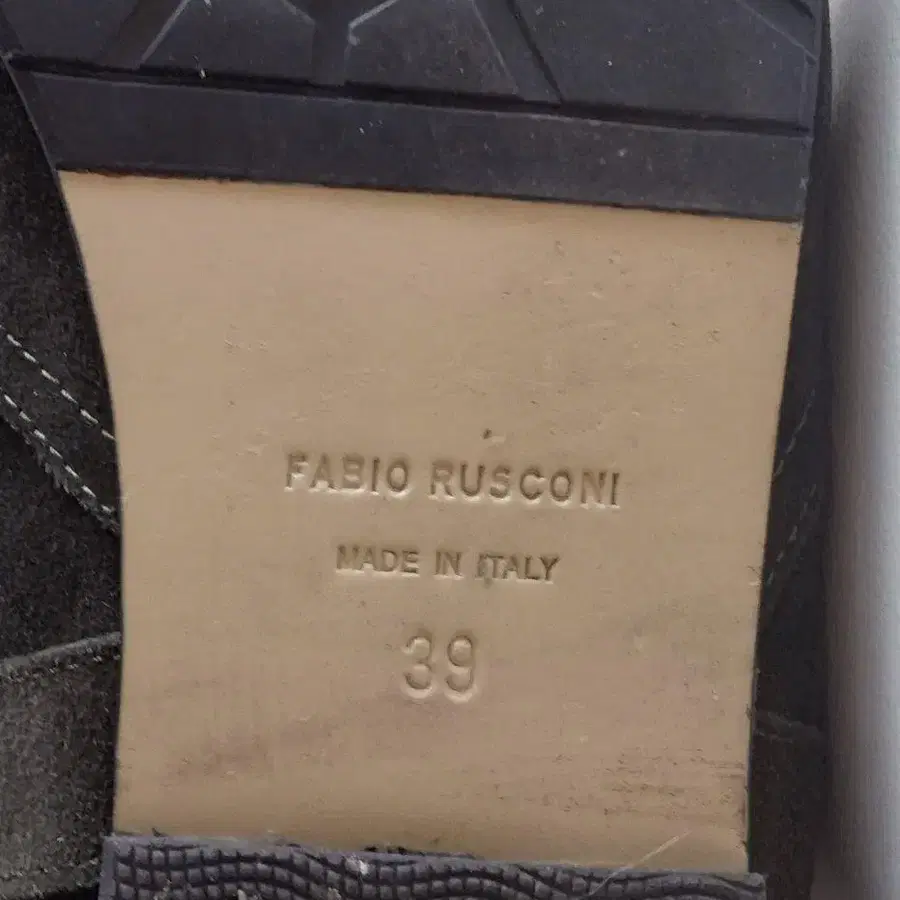 FABIO RUSCONI
MADE IN ITALY
39